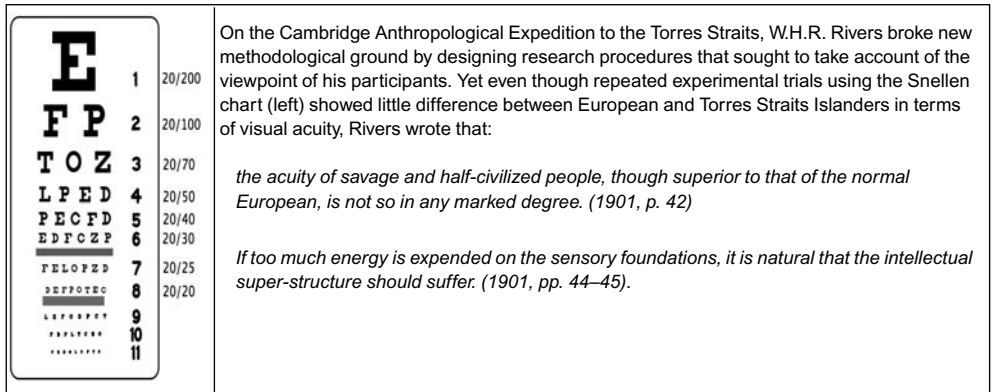 E 1 20/200
F P 2 20/100
T O Z 3 20/70
L P E D 4 20/50
P E C F D 5 20/40
E D F C Z P 6 20/30
F E L O P Z D 7 20/25
D E F P O T E C 8 20/20
9
10
11
On the Cambridge Anthropological Expedition to the Torres Straits, W.H.R. Rivers broke new
methodological ground by designing research procedures that sought to take account of the
viewpoint of his participants. Yet even though repeated experimental trials using the Snellen
chart (left) showed little difference between European and Torres Straits Islanders in terms
of visual acuity, Rivers wrote that:
the acuity of savage and half-civilized people, though superior to that of the normal
European, is not so in any marked degree. (1901, p. 42)
If too much energy is expended on the sensory foundations, it is natural that the intellectual
super-structure should suffer. (1901, pp. 44–45).